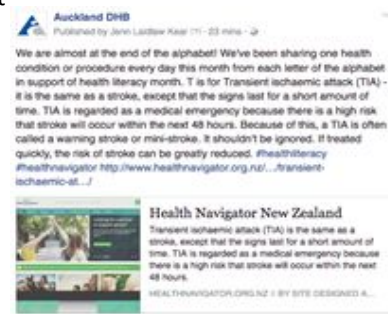 t
Auckland DHB
Published by Jenn Laidlaw Kear · 23 mins ·
We are almost at the end of the alphabet! We've been sharing one health
condition or procedure every day this month from each letter of the alphabet
in support of health literacy month. T is for Transient ischaemic attack (TIA) -
it is the same as a stroke, except that the signs last for a short amount of
time. TIA is regarded as a medical emergency because there is a high risk
that stroke will occur within the next 48 hours. Because of this, a TIA is often
called a warning stroke or mini-stroke. It shouldn't be ignored. If treated
quickly, the risk of stroke can be greatly reduced. #healthliteracy
#healthnavigator http://www.healthnavigator.org.nz/.../transient-
ischaemic-at.../
Health Navigator New Zealand
Transient ischaemic attack (TIA) is the same as a
stroke, except that the signs last for a short amount of
time. TIA is regarded as a medical emergency because
there is a high risk that stroke will occur within the next
48 hours.
HEALTHNAVIGATOR.ORG.NZ | BY SITE DESIGNED A...